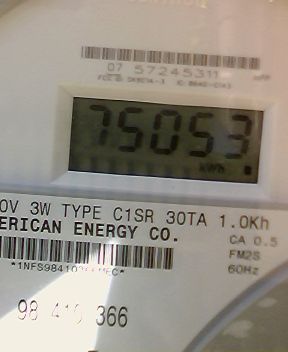 07 57245311
75053
kWh
0V 3W TYPE C1SR 30TA 1.0Kh
ERICAN ENERGY CO.
CA 0.5
FM2S
60Hz
98 410 366